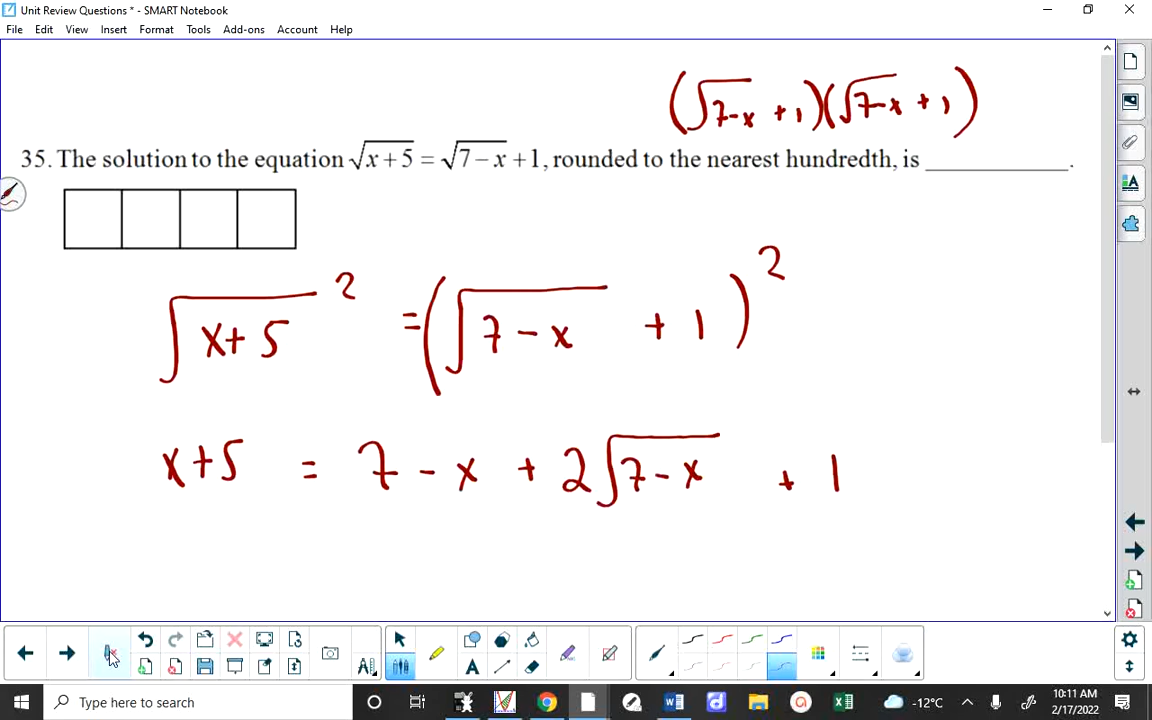 Unit Review Questions * - SMART Notebook
File Edit View Insert Format Tools Add-ons Account Help
(√7-x + 1)(√7-x + 1)
35. The solution to the equation √x+5 = √7-x +1, rounded to the nearest hundredth, is ____________.
√x+5 ² = (√7-x + 1)²
x+5 = 7-x + 2√7-x + 1
Type here to search
-12°C
10:11 AM
2/17/2022